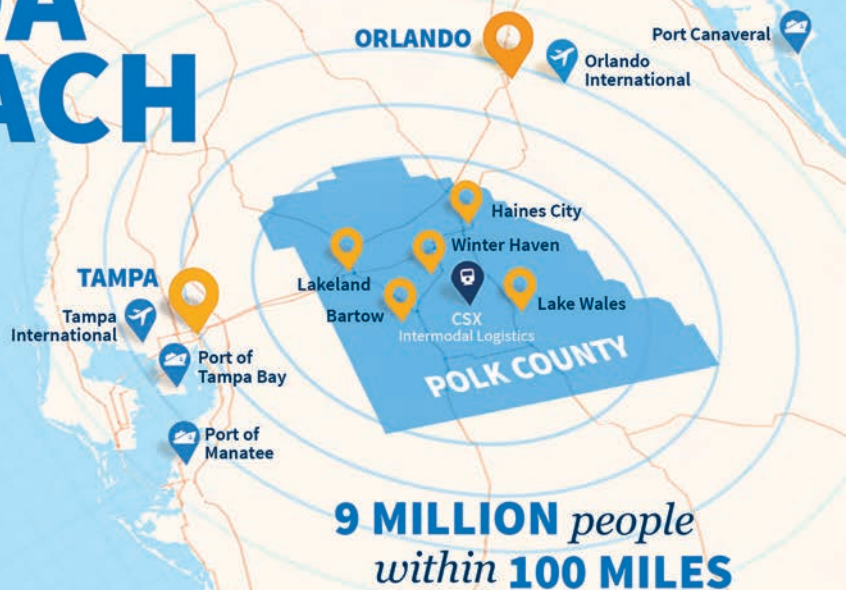 ACH
ORLANDO
Port Canaveral
Orlando
International
Haines City
Winter Haven
Lakeland
TAMPA
Bartow
Lake Wales
Tampa
International
CSX
Intermodal Logistics
Port of
Tampa Bay
POLK COUNTY
Port of
Manatee
9 MILLION people
within 100 MILES